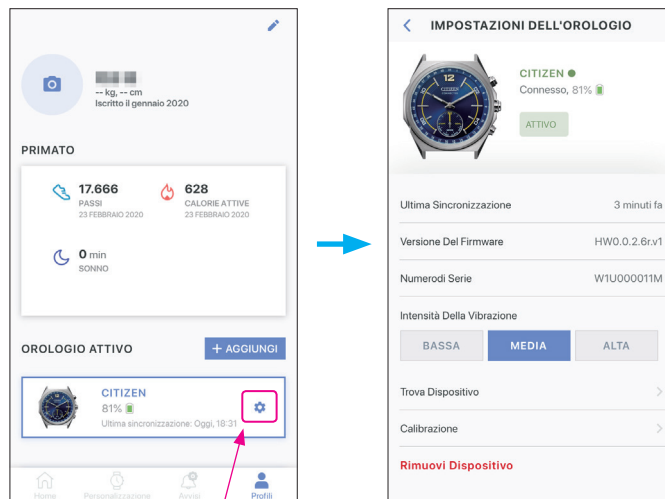 -- kg, -- cm
Iscritto il gennaio 2020
PRIMATO
17.666
PASSI
23 FEBBRAIO 2020
628
CALORIE ATTIVE
23 FEBBRAIO 2020
0 min
SONNO
OROLOGIO ATTIVO
+ AGGIUNGI
CITIZEN
81%
Ultima sincronizzazione: Oggi, 18:31
Home
Personalizzazione
Avvisi
Profili
IMPOSTAZIONI DELL'OROLOGIO
12
CITIZEN
CITIZEN
Connesso, 81%
ATTIVO
Ultima Sincronizzazione 3 minuti fa
Versione Del Firmware HW0.0.2.6r.v1
Numerodi Serie W1U000011M
Intensità Della Vibrazione
BASSA MEDIA ALTA
Trova Dispositivo
Calibrazione
Rimuovi Dispositivo